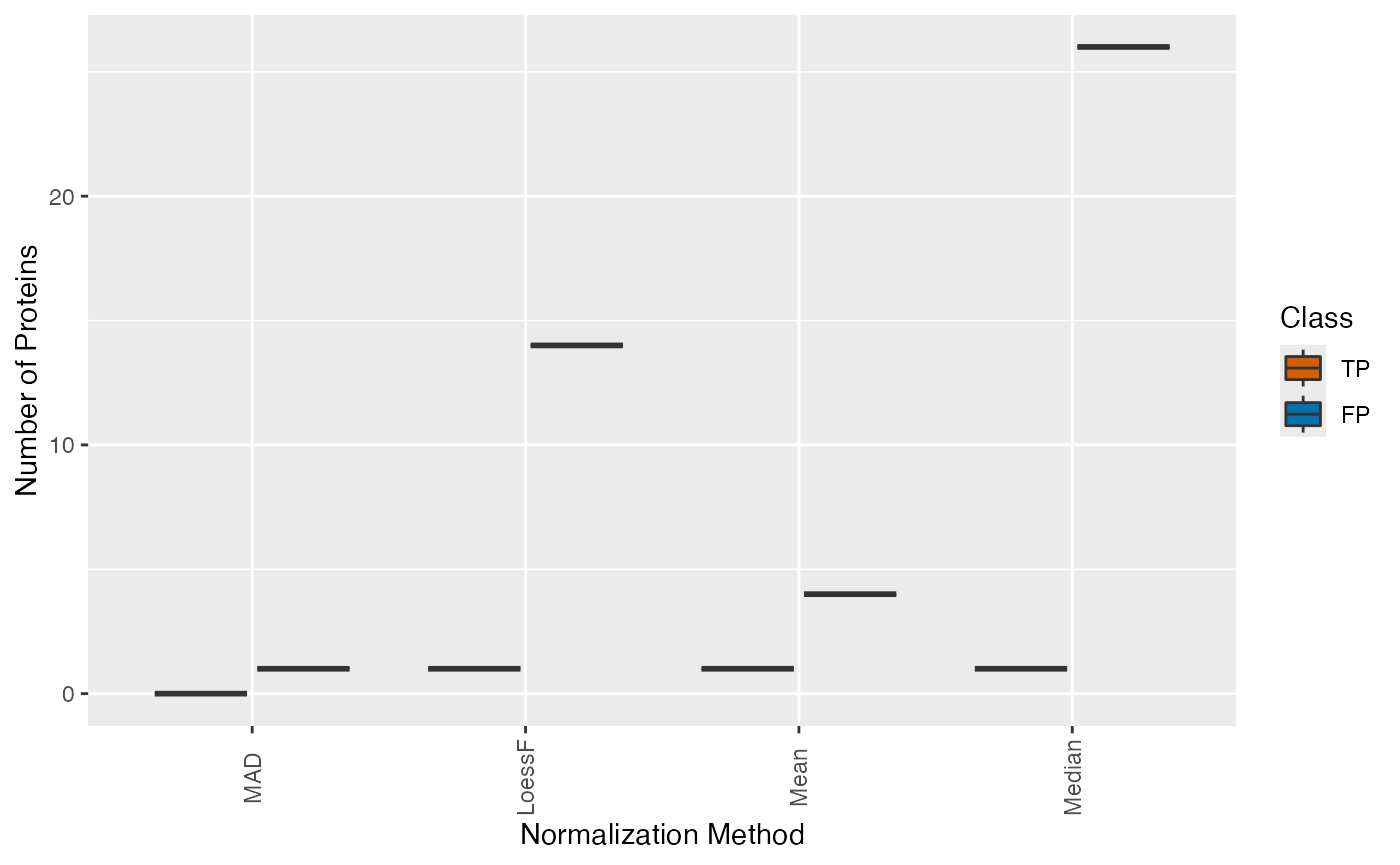 Number of Proteins
20
10
0
MAD
LoessF
Mean
Median
Normalization Method
Class
TP
FP